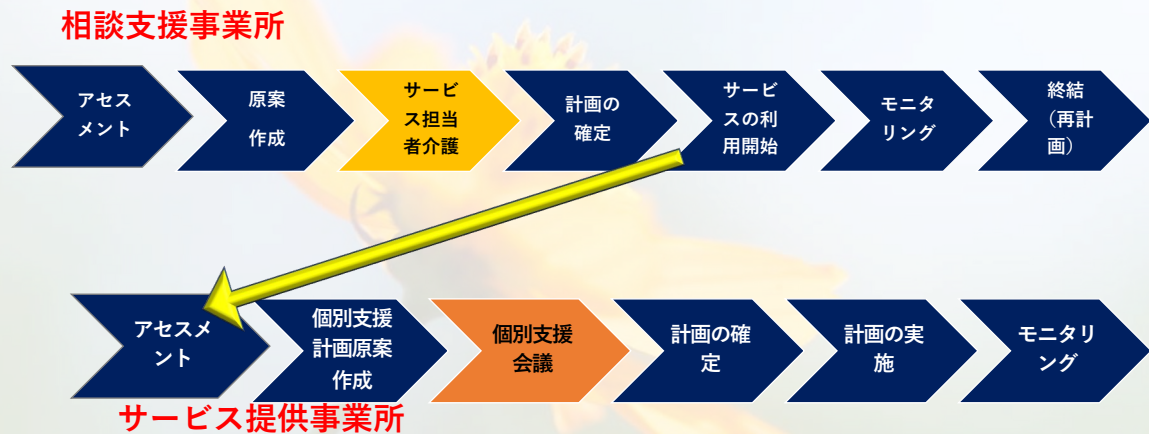 相談支援事業所
アセス
メント
原案
作成
サービ
ス担当
者介護
計画の
確定
サービ
スの利
用開始
モニタ
リング
終結
（再計
画）
アセスメ
ント
個別支援
計画原案
作成
個別支援
会議
計画の確
定
計画の実
施
モニタリ
ング
サービス提供事業所